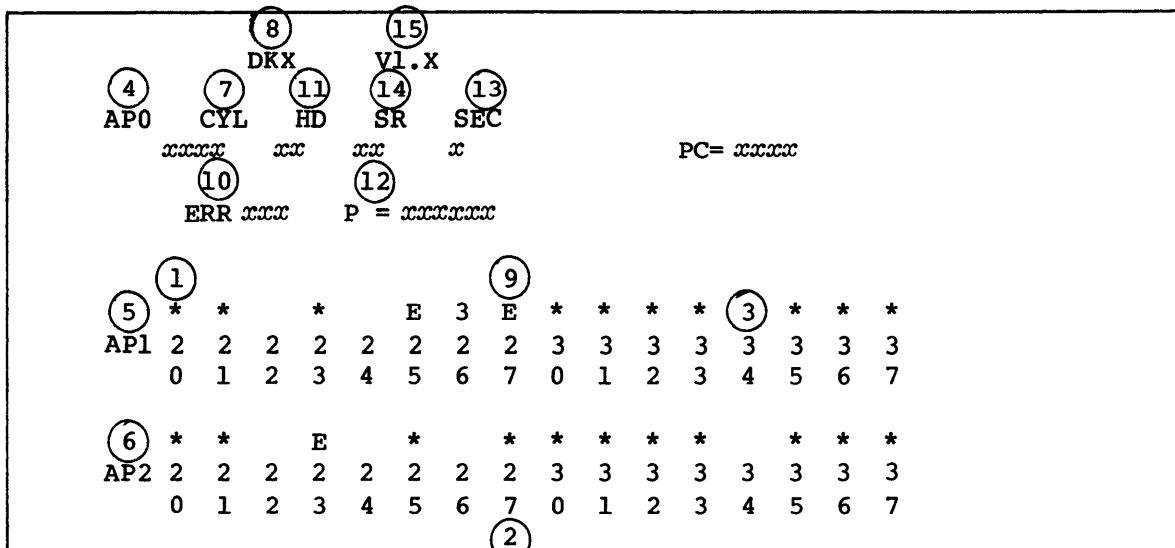 8 15
DKX V1.X
4 7 11 14 13
AP0 CYL HD SR SEC
xxxx xx xx x PC= xxxx
10 12
ERR xxx P = xxxxxx
1 9
5 * * * E 3 E * * * * 3 * * *
AP1 2 2 2 2 2 2 2 2 3 3 3 3 3 3 3 3
0 1 2 3 4 5 6 7 0 1 2 3 4 5 6 7
6 * * E * * * * * * * * *
AP2 2 2 2 2 2 2 2 2 3 3 3 3 3 3 3 3
0 1 2 3 4 5 6 7 0 1 2 3 4 5 6 7
2